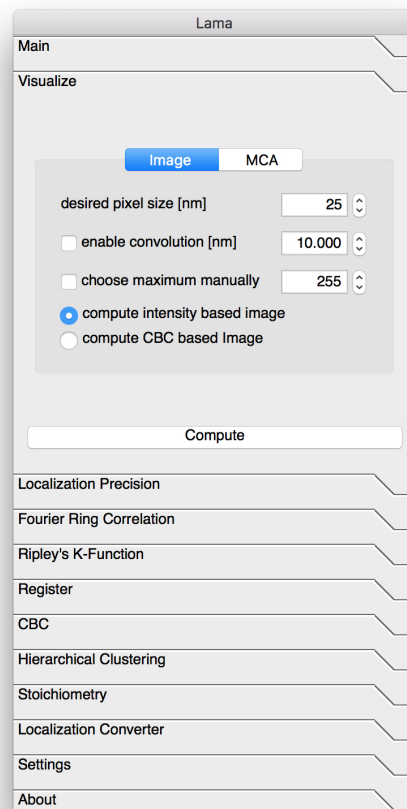 Lama
Main
Visualize
Image MCA
desired pixel size [nm] 25
enable convolution [nm] 10.000
choose maximum manually 255
compute intensity based image
compute CBC based Image
Compute
Localization Precision
Fourier Ring Correlation
Ripley's K-Function
Register
CBC
Hierarchical Clustering
Stoichiometry
Localization Converter
Settings
About